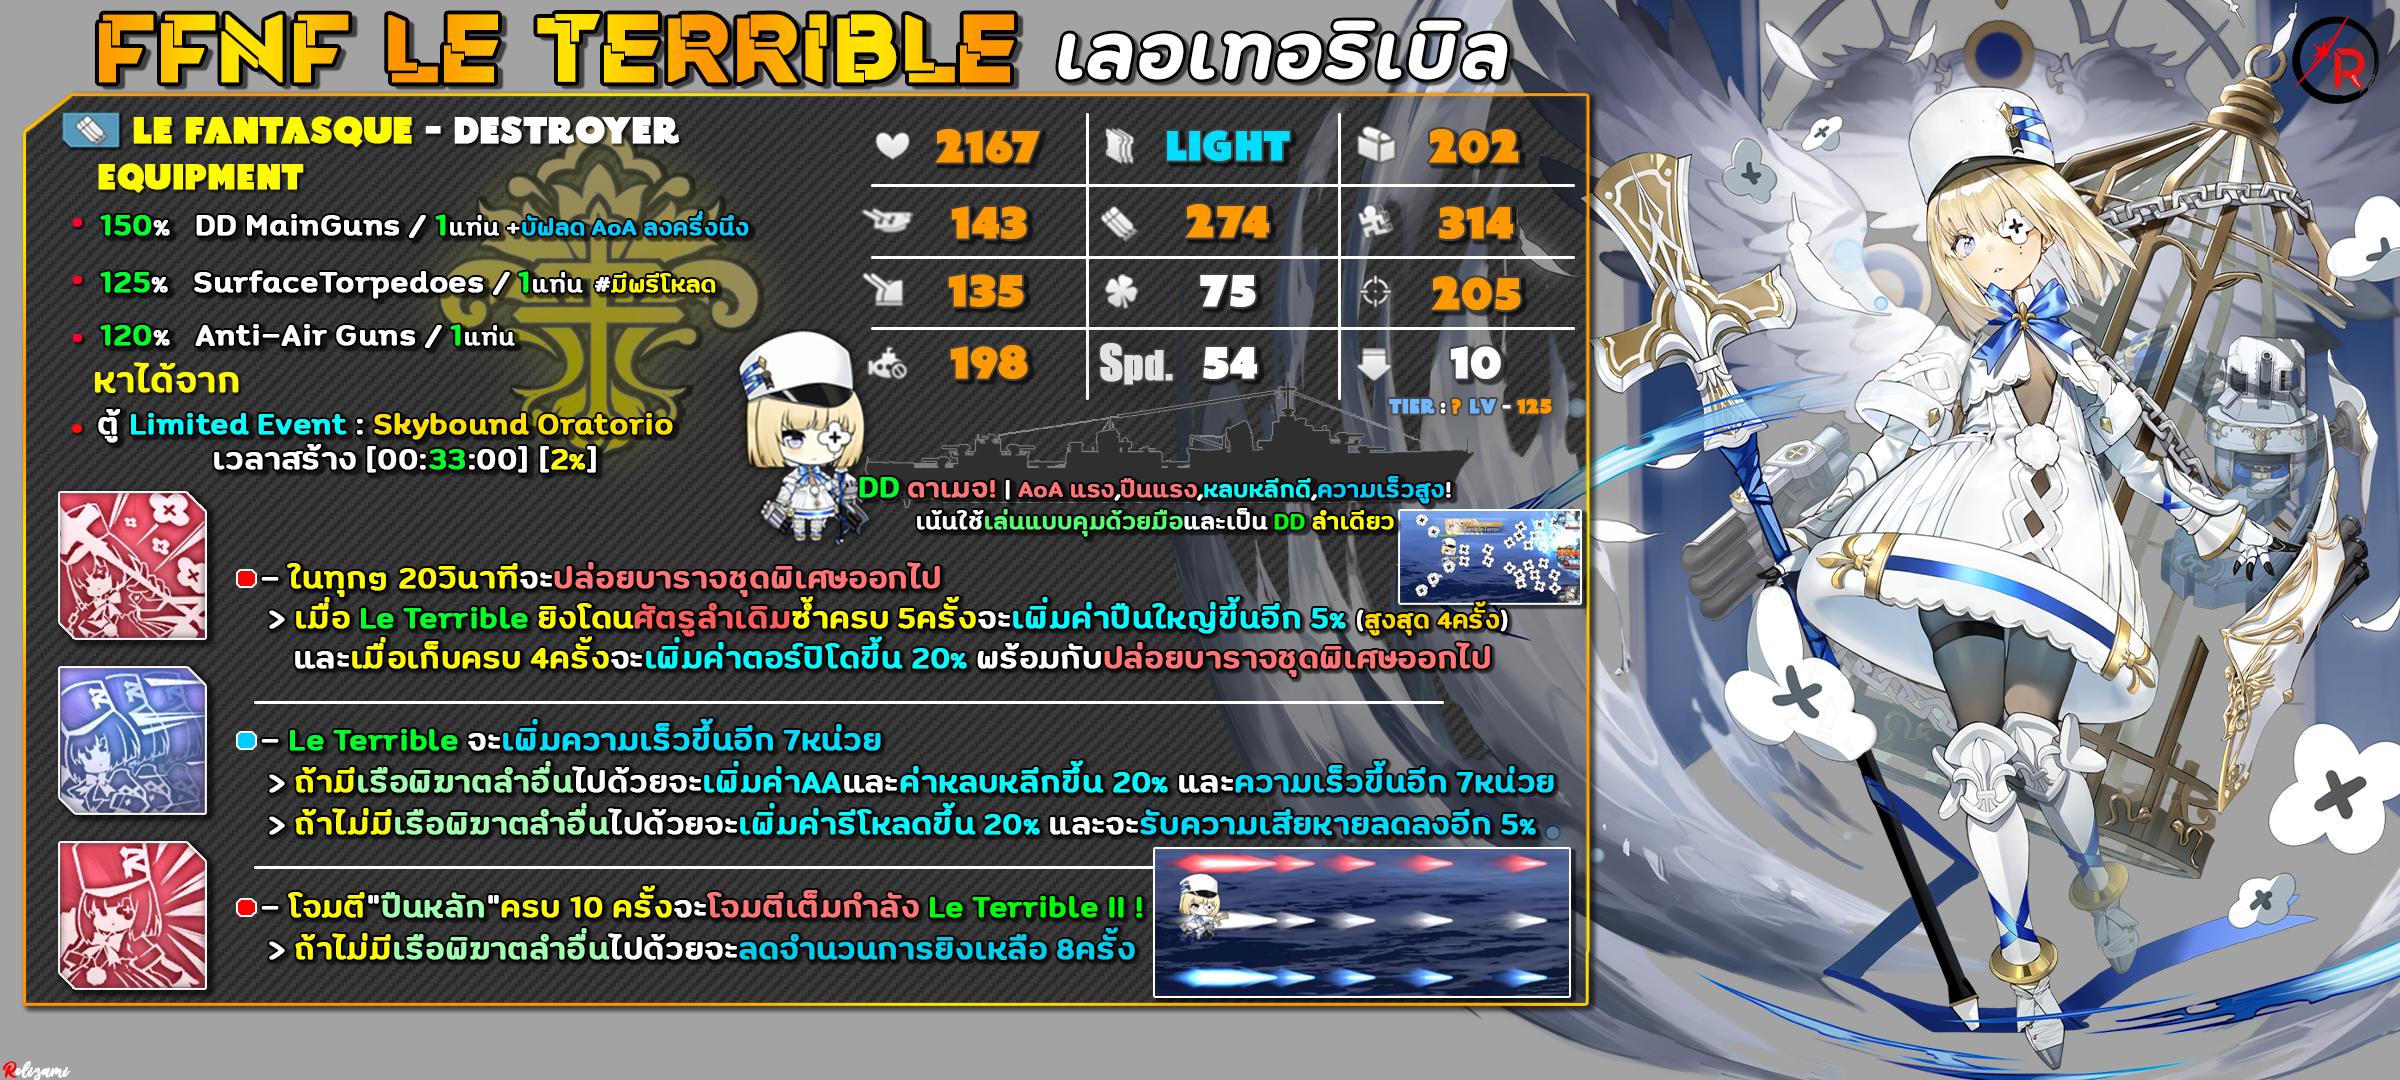 FFNF LE TERRIBLE เลอเทอริเบิล
LE FANTASQUE - DESTROYER
EQUIPMENT
150% DD MainGuns / 1แท่น +บัฟลด AoA ลงครึ่งนึง
125% SurfaceTorpedoes / 1แท่น #มีพรีโหลด
120% Anti-Air Guns / 1แท่น
หาได้จาก
ตู้ Limited Event : Skybound Oratorio
เวลาสร้าง [00:33:00] [2%]
2167 LIGHT 202
143 274 314
135 75 205
198 Spd. 54 10
TIER : ? LV - 125
DD ดาเมจ! | AoA แรง,ปืนแรง,หลบหลีกดี,ความเร็วสูง!
เน้นใช้เล่นแบบคุมด้วยมือและเป็น DD ลำเดียว
- ในทุกๆ 20วินาทีจะปล่อยบาราจชุดพิเศษออกไป
> เมื่อ Le Terrible ยิงโดนศัตรูลำเดิมซ้ำครบ 5ครั้งจะเพิ่มค่าปืนใหญ่ขึ้นอีก 5% (สูงสุด 4ครั้ง)
และเมื่อเก็บครบ 4ครั้งจะเพิ่มค่าตอร์ปิโดขึ้น 20% พร้อมกับปล่อยบาราจชุดพิเศษออกไป
- Le Terrible จะเพิ่มความเร็วขึ้นอีก 7หน่วย
> ถ้ามีเรือพิฆาตลำอื่นไปด้วยจะเพิ่มค่าAAและค่าหลบหลีกขึ้น 20% และความเร็วขึ้นอีก 7หน่วย
> ถ้าไม่มีเรือพิฆาตลำอื่นไปด้วยจะเพิ่มค่ารีโหลดขึ้น 20% และจะรับความเสียหายลดลงอีก 5%
- โจมตี"ปืนหลัก"ครบ 10 ครั้งจะโจมตีเต็มกำลัง Le Terrible II !
> ถ้าไม่มีเรือพิฆาตลำอื่นไปด้วยจะลดจำนวนการยิงเหลือ 8ครั้ง
R
Rolizami